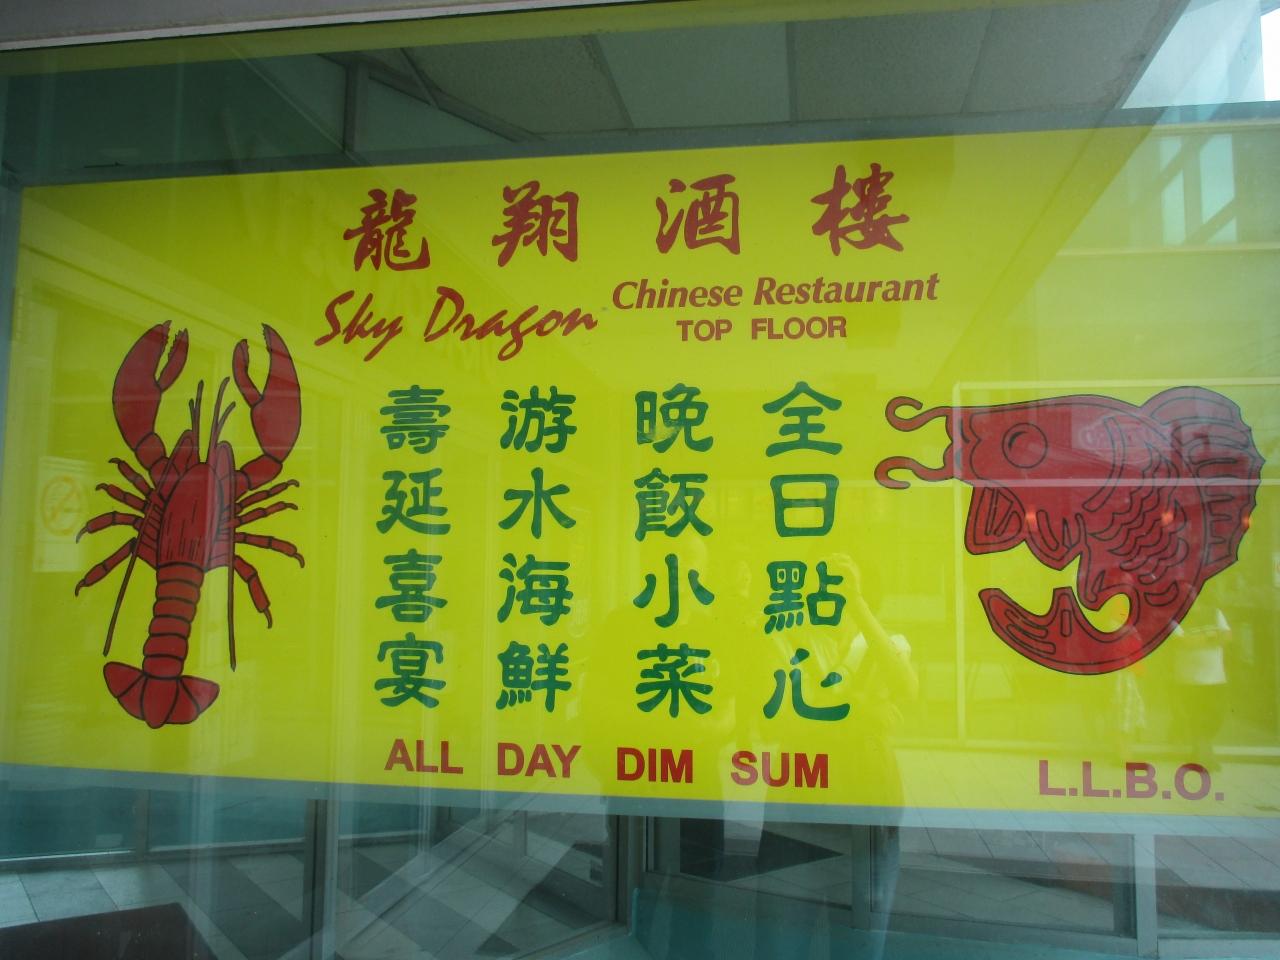 龍翔酒樓
Sky Dragon Chinese Restaurant
TOP FLOOR
全日點心
晚飯小菜
游水海鮮
壽延喜宴
ALL DAY DIM SUM
L.L.B.O.